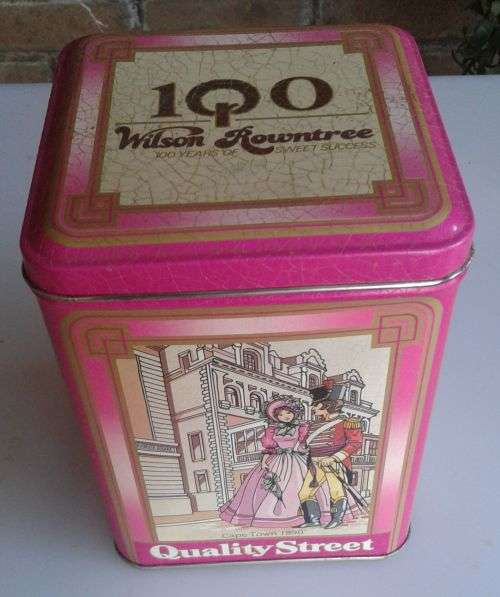 100
Wilson Rowntree
100 YEARS OF SWEET SUCCESS
Cape Town 1890
Quality Street